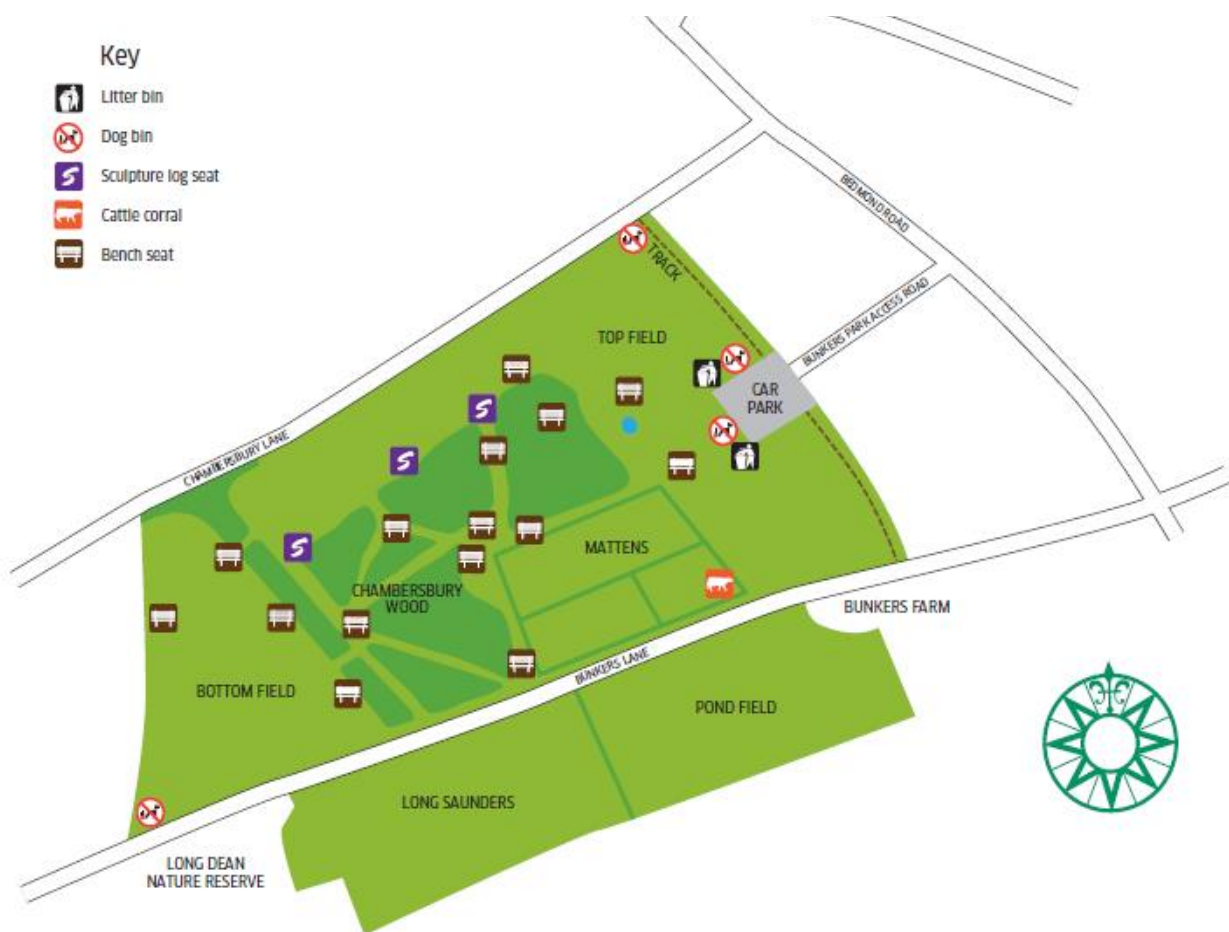 Key
Litter bin
Dog bin
Sculpture log seat
Cattle corral
Bench seat
BEDMOND ROAD
TRACK
BUNKERS PARK ACCESS ROAD
TOP FIELD
CAR
PARK
CHAMBERSBURY LANE
MATTENS
CHAMBERSBURY
WOOD
BUNKERS FARM
BUNKERS LANE
BOTTOM FIELD
POND FIELD
LONG SAUNDERS
LONG DEAN
NATURE RESERVE